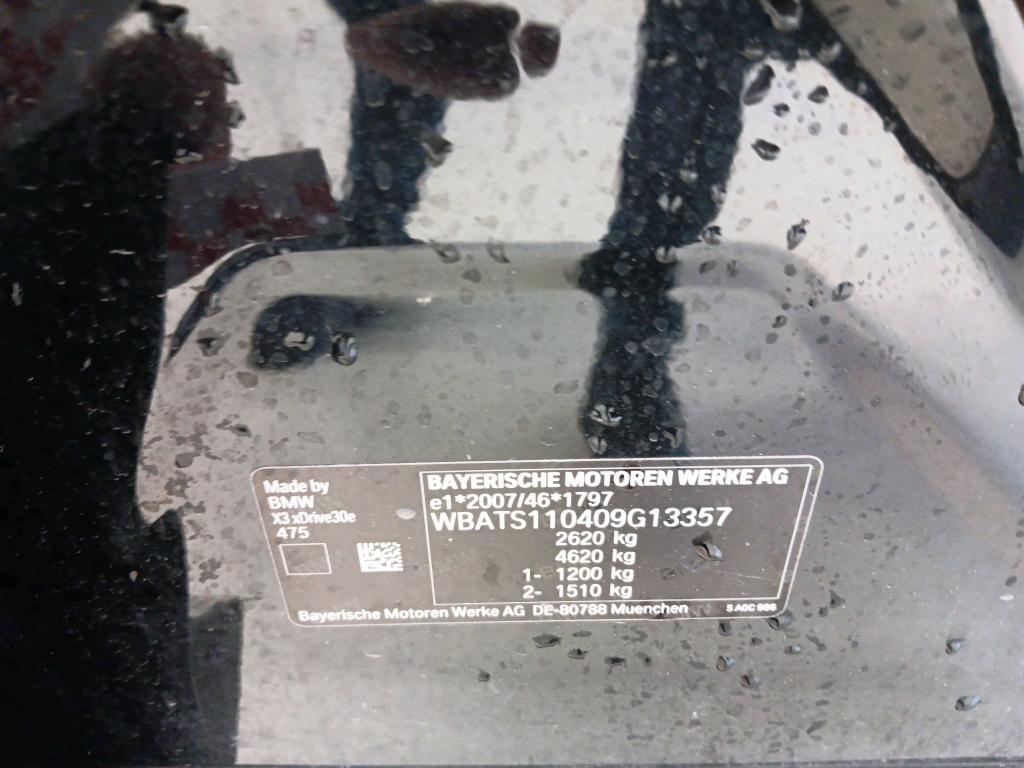 Made by
BMW
X3 xDrive30e
475
BAYERISCHE MOTOREN WERKE AG
e1*2007/46*1797
WBATS110409G13357
2620 kg
4620 kg
1- 1200 kg
2- 1510 kg
Bayerische Motoren Werke AG DE-80788 Muenchen